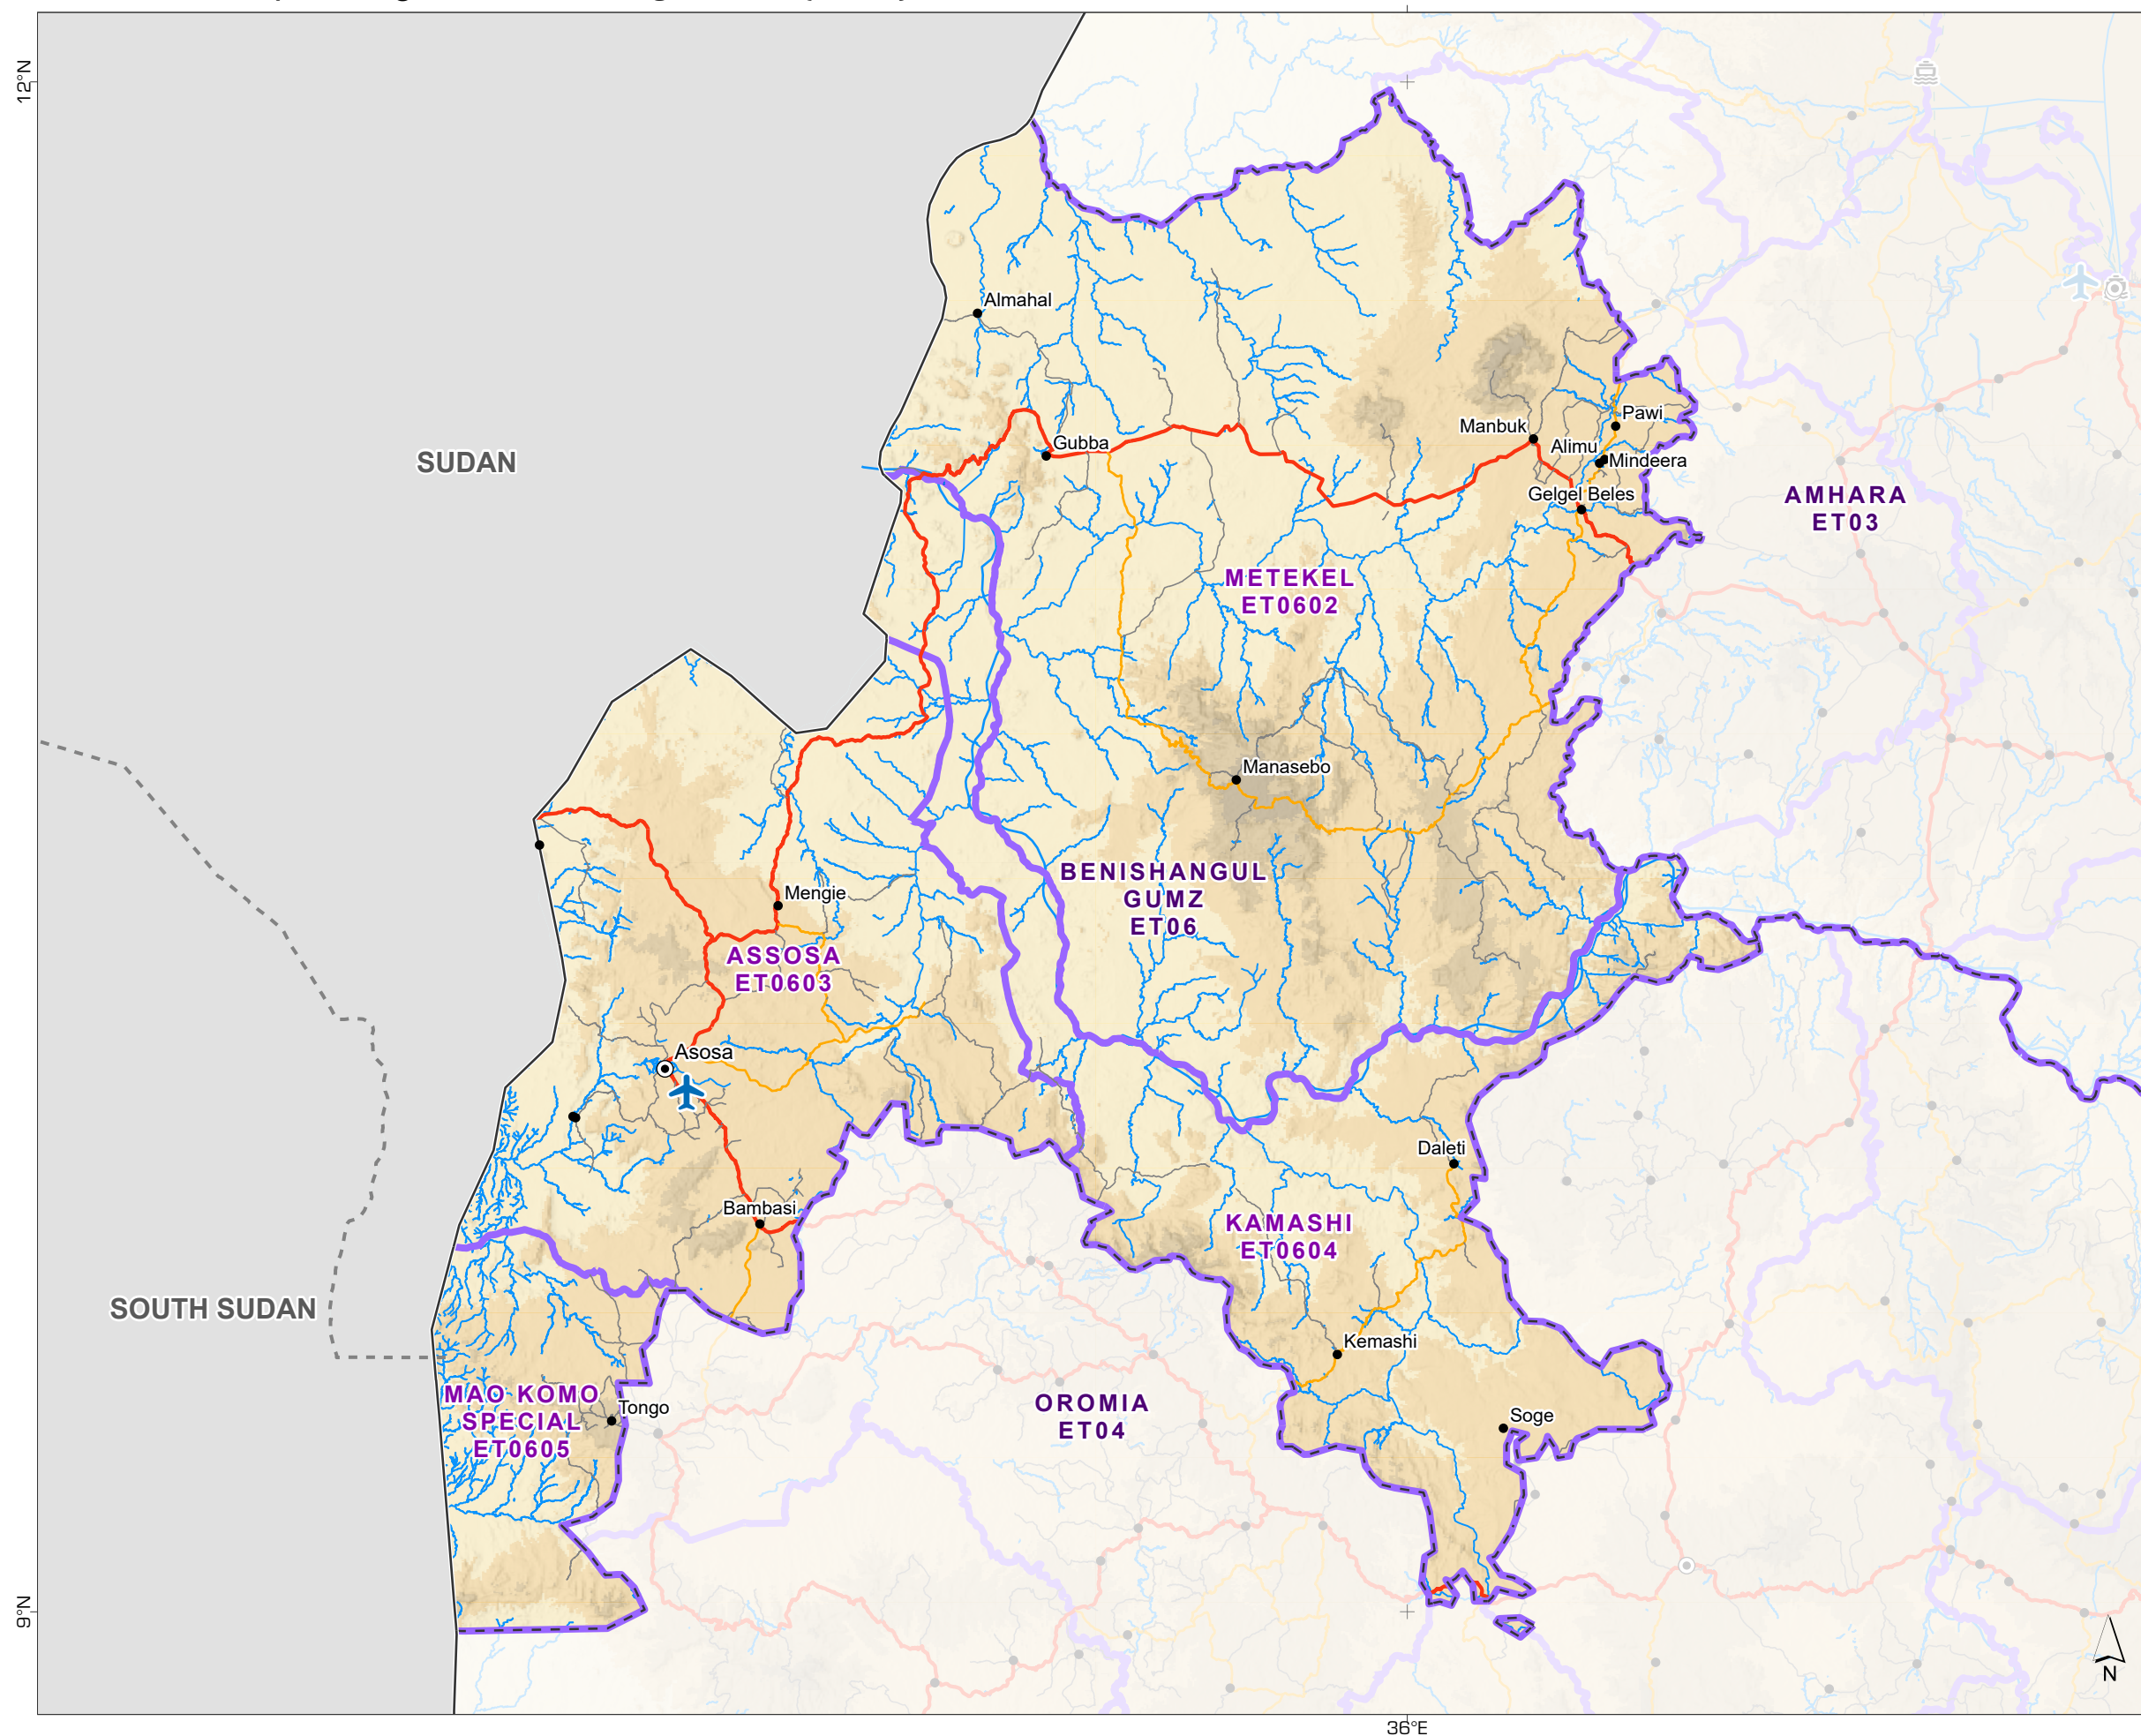 12°N
Almahal
SUDAN
Gubba
Manbuk
Pawi
Alimu
Mindeera
Gelgel Beles
AMHARA
ET03
METEKEL
ET0602
Manasebo
BENISHANGUL
GUMZ
ET06
Mengie
ASSOSA
ET0603
Asosa
Daleti
Bambasi
KAMASHI
ET0604
SOUTH SUDAN
Kemashi
MAO KOMO
SPECIAL
ET0605
Tongo
OROMIA
ET04
Soge
9°N
N
36°E